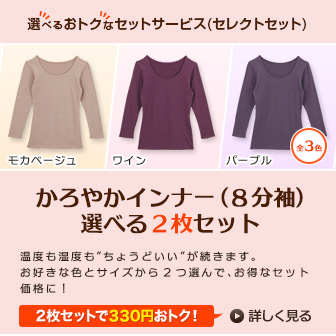 選べるおトクなセットサービス(セレクトセット)
モカベージュ
ワイン
パープル
全3色
かろやかインナー（８分袖）
選べる２枚セット
温度も湿度も“ちょうどいい”が続きます。
お好きな色とサイズから２つ選んで、お得なセット
価格に！
2枚セットで330円おトク！
詳しく見る